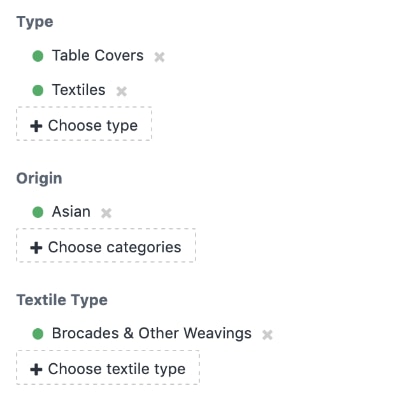 Type
Table Covers ✖
Textiles ✖
+ Choose type
Origin
Asian ✖
+ Choose categories
Textile Type
Brocades & Other Weavings ✖
+ Choose textile type